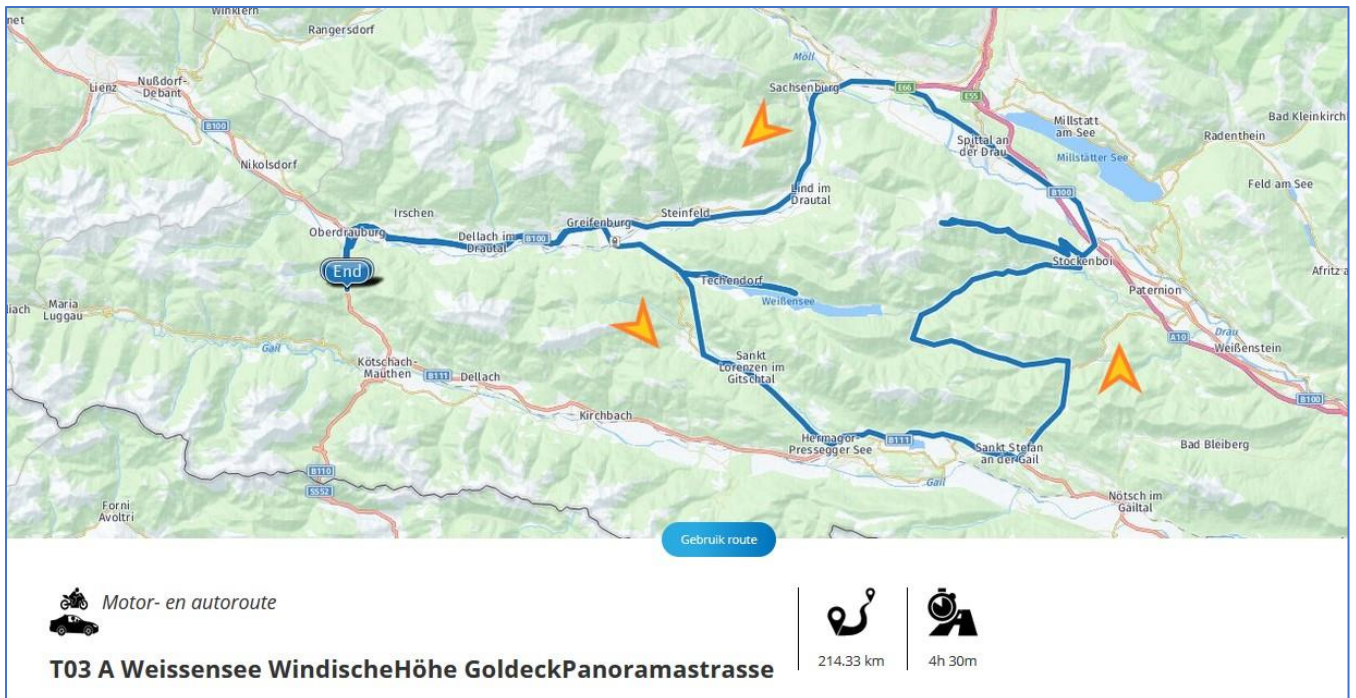 net
Winklern
Rangersdorf
Möll
Sachsenburg
E66
E55
Lienz
Nußdorf-
Debant
B100
Millstatt
am See
Radenthein
Bad Kleinkirch
Spittal an
der Drau
Millstätter See
Nikolsdorf
B100
Feld am See
Lind im
Drautal
Irschen
Steinfeld
Greifenburg
Oberdrauburg
Dellach im
Drautal
B100
End
Stockenboi
Afritz a
Techendorf
Weißensee
Paternion
Maria
Luggau
liach
Drau
A10
Weißenstein
Gail
Kötschach-
Mauthen
B111
Dellach
Sankt
Lorenzen im
Gitschtal
B100
Kirchbach
Hermagor-
Pressegger See
B111
Sankt Stefan
an der Gail
Bad Bleiberg
B110
SS52
Gail
Nötsch im
Gailtal
Forni
Avoltri
Gebruik route
Motor- en autoroute
T03 A Weissensee WindischeHöhe GoldeckPanoramastrasse
214.33 km
4h 30m